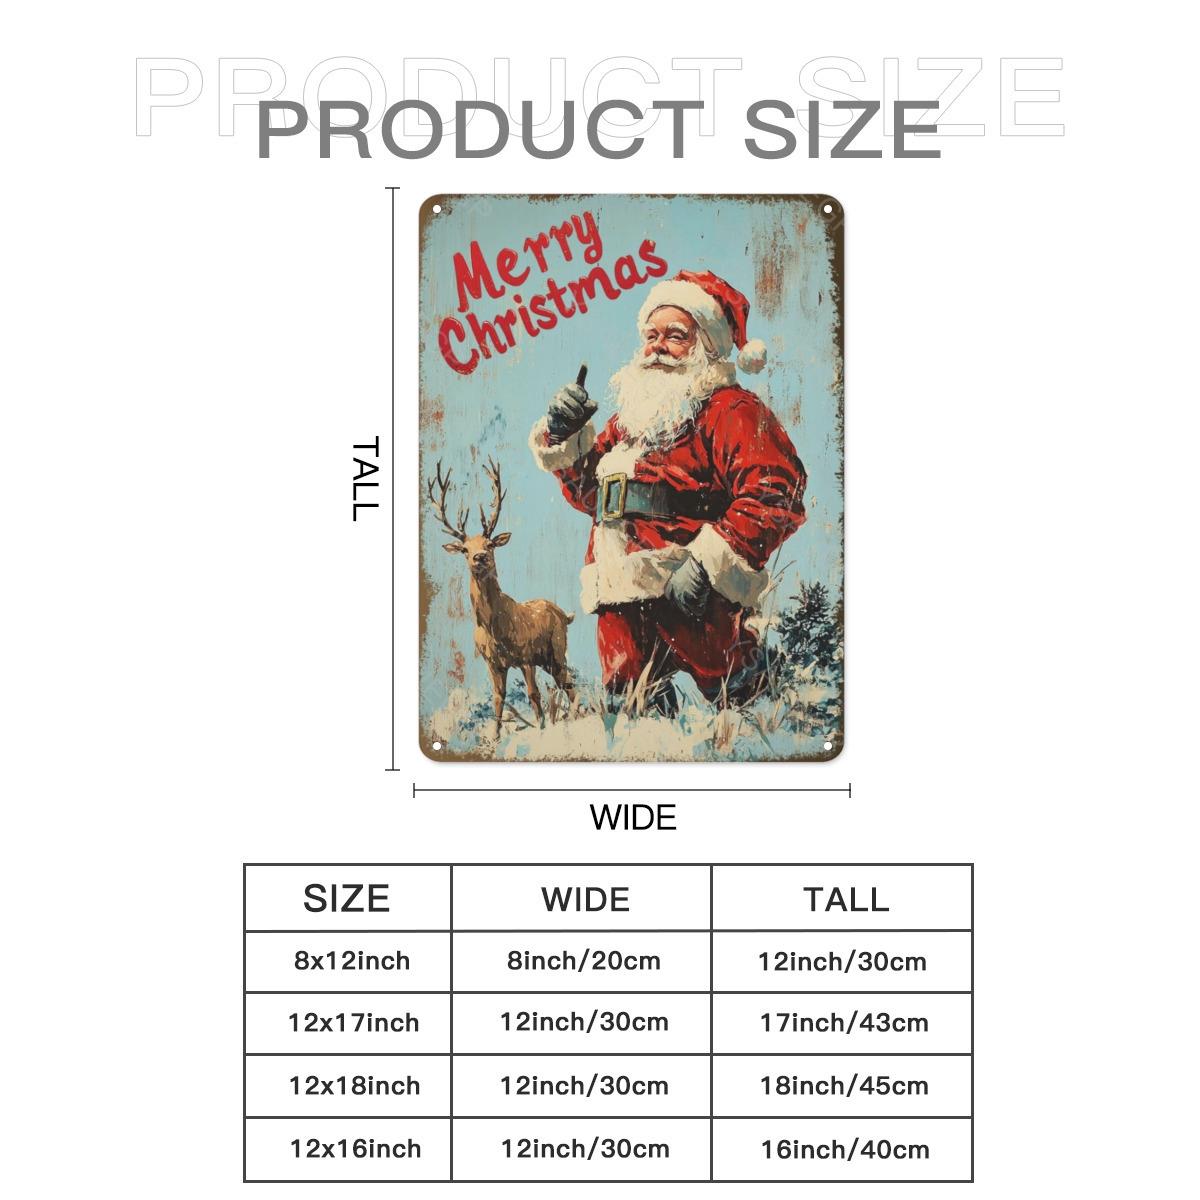 PRODUCT SIZE
PRODUCT SIZE
Merry
Christmas
TALL
WIDE
SIZE WIDE TALL
8x12inch 8inch/20cm 12inch/30cm
12x17inch 12inch/30cm 17inch/43cm
12x18inch 12inch/30cm 18inch/45cm
12x16inch 12inch/30cm 16inch/40cm